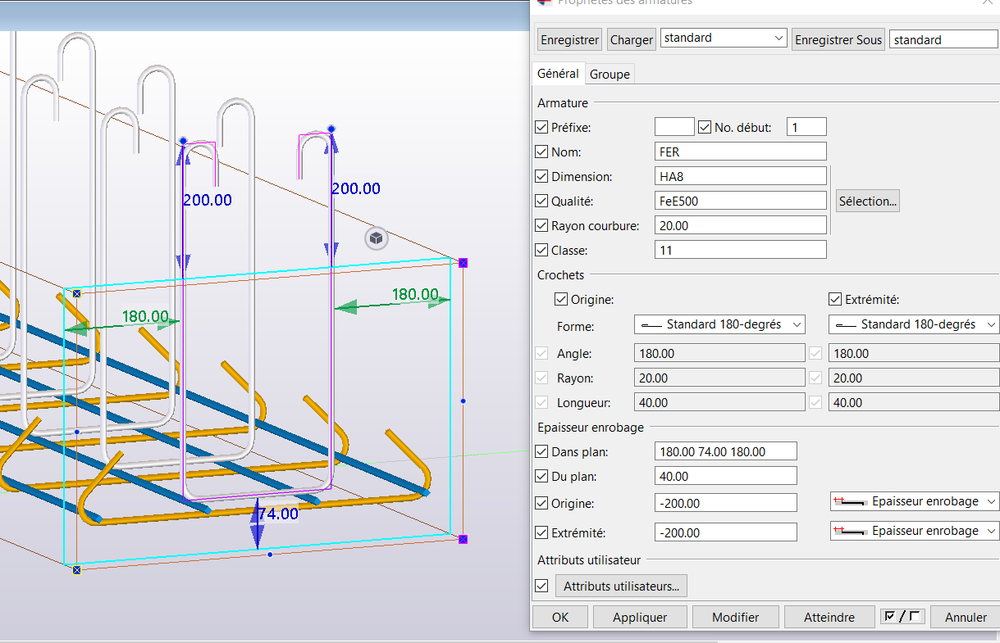 Propriétés des armatures
Enregistrer Charger standard Enregistrer Sous standard
Général Groupe
Armature
Préfixe: No. début: 1
Nom: FER
Dimension: HA8
Qualité: FeE500 Sélection...
Rayon courbure: 20.00
Classe: 11
Crochets
Origine: Extrémité:
Forme: Standard 180-degrés Standard 180-degrés
Angle: 180.00 180.00
Rayon: 20.00 20.00
Longueur: 40.00 40.00
Epaisseur enrobage
Dans plan: 180.00 74.00 180.00
Du plan: 40.00
Origine: -200.00 Epaisseur enrobage
Extrémité: -200.00 Epaisseur enrobage
Attributs utilisateur
Attributs utilisateurs...
OK Appliquer Modifier Atteindre / Annuler
200.00
200.00
180.00
180.00
74.00